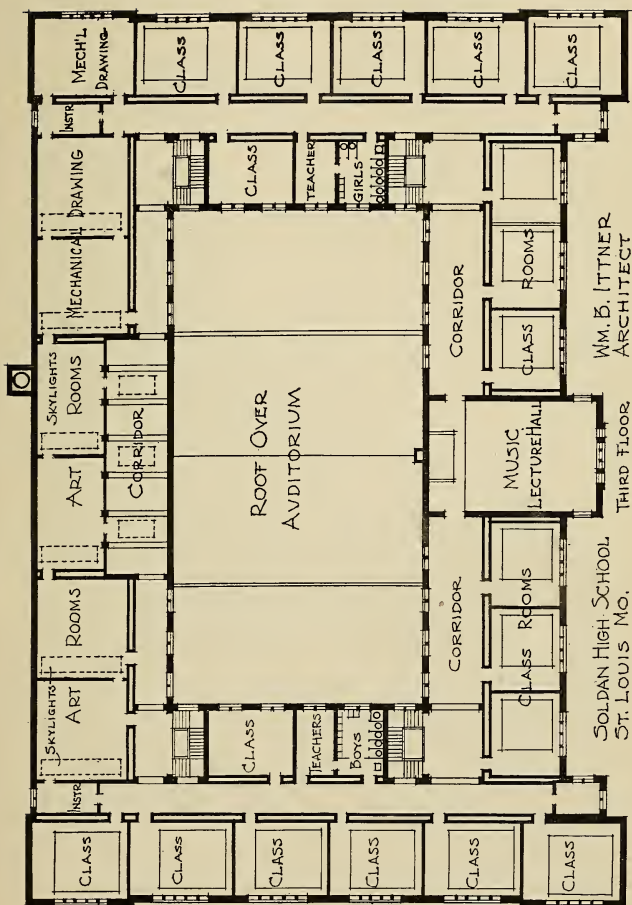 MECH'L
DRAWING
CLASS
CLASS
CLASS
CLASS
CLASS
INSTR.
MECHANICAL DRAWING
CLASS
TEACHER
GIRLS
CORRIDOR
CLASS ROOMS
SKYLIGHTS
ART ROOMS
CORRIDOR
ROOF OVER
AUDITORIUM
MUSIC
LECTURE HALL
SKYLIGHTS
ART ROOMS
CLASS
TEACHERS
BOYS
CORRIDOR
CLASS ROOMS
INSTR.
CLASS
CLASS
CLASS
CLASS
CLASS
CLASS
SOLDAN HIGH SCHOOL
ST. LOUIS MO.
THIRD FLOOR
WM. B. ITTNER
ARCHITECT